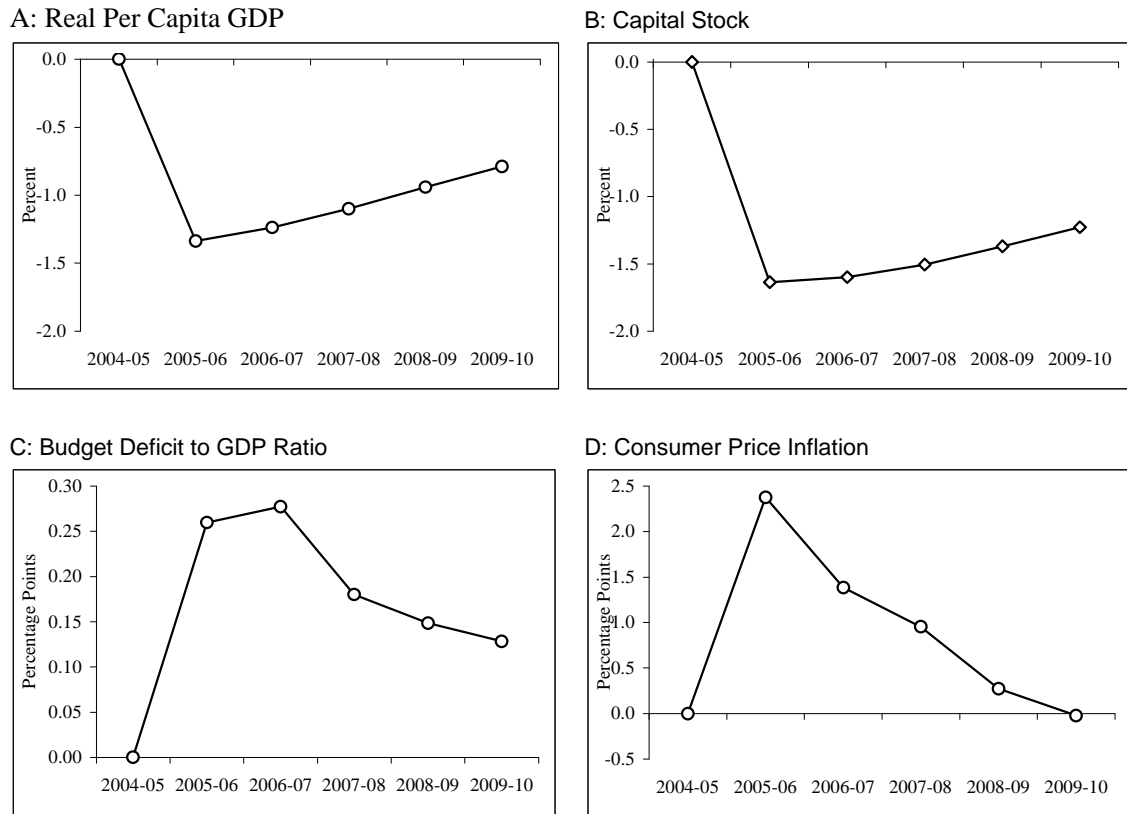 A: Real Per Capita GDP
0.0
-0.5
-1.0
-1.5
-2.0
Percent
2004-05 2005-06 2006-07 2007-08 2008-09 2009-10
B: Capital Stock
0.0
-0.5
-1.0
-1.5
-2.0
Percent
2004-05 2005-06 2006-07 2007-08 2008-09 2009-10
C: Budget Deficit to GDP Ratio
0.30
0.25
0.20
0.15
0.10
0.05
0.00
Percentage Points
2004-05 2005-06 2006-07 2007-08 2008-09 2009-10
D: Consumer Price Inflation
2.5
2.0
1.5
1.0
0.5
0.0
-0.5
Percentage Points
2004-05 2005-06 2006-07 2007-08 2008-09 2009-10